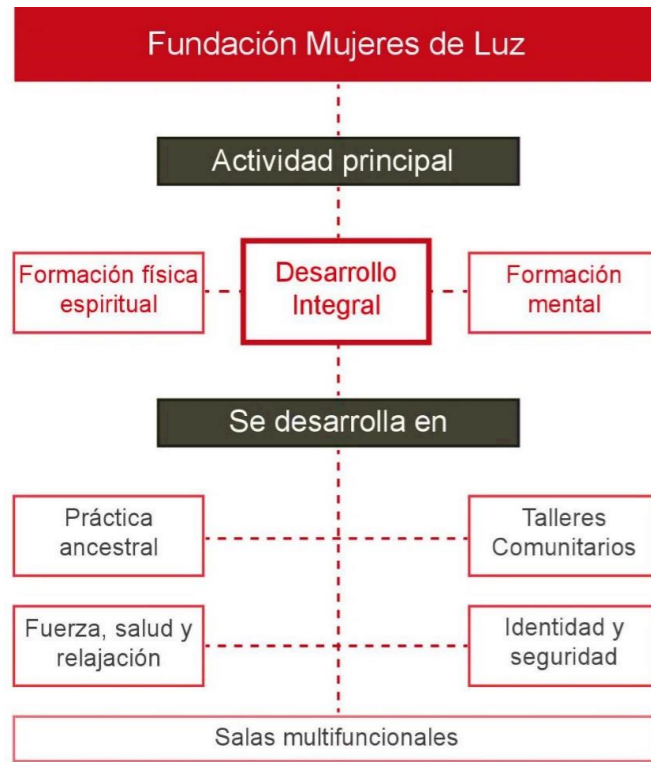 Fundación Mujeres de Luz
Actividad principal
Formación física
espiritual
Desarrollo
Integral
Formación
mental
Se desarrolla en
Práctica
ancestral
Talleres
Comunitarios
Fuerza, salud y
relajación
Identidad y
seguridad
Salas multifuncionales